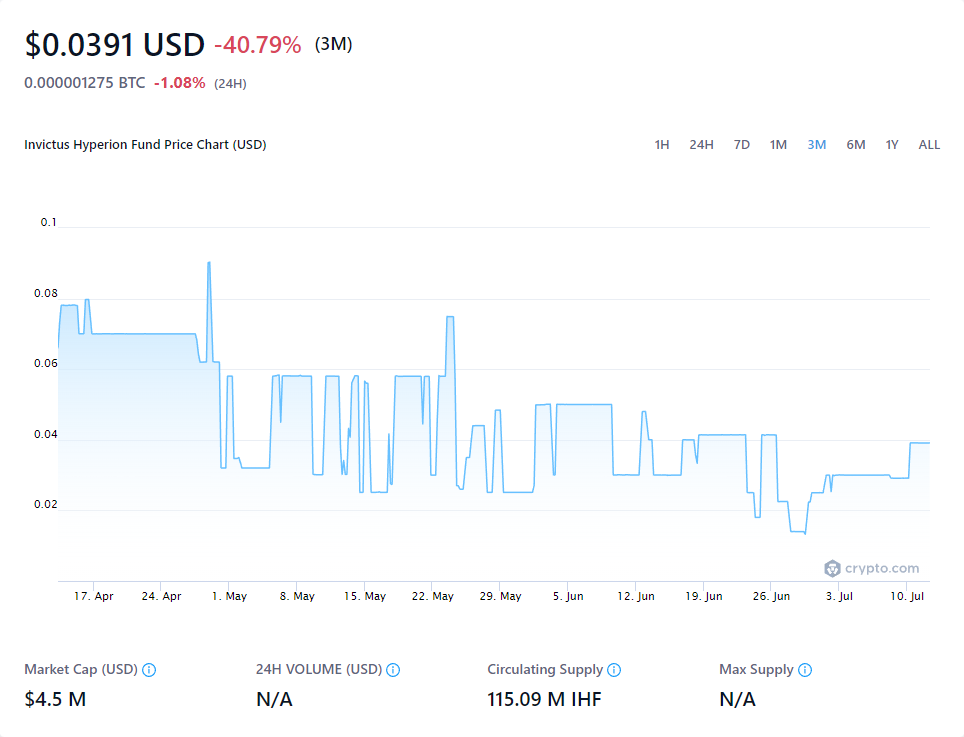 $0.0391 USD -40.79% (3M)
0.000001275 BTC -1.08% (24H)
Invictus Hyperion Fund Price Chart (USD) 1H 24H 7D 1M 3M 6M 1Y ALL
0.1
0.08
0.06
0.04
0.02
crypto.com
17. Apr 24. Apr 1. May 8. May 15. May 22. May 29. May 5. Jun 12. Jun 19. Jun 26. Jun 3. Jul 10. Jul
Market Cap (USD) 24H VOLUME (USD) Circulating Supply Max Supply
$4.5 M N/A 115.09 M IHF N/A